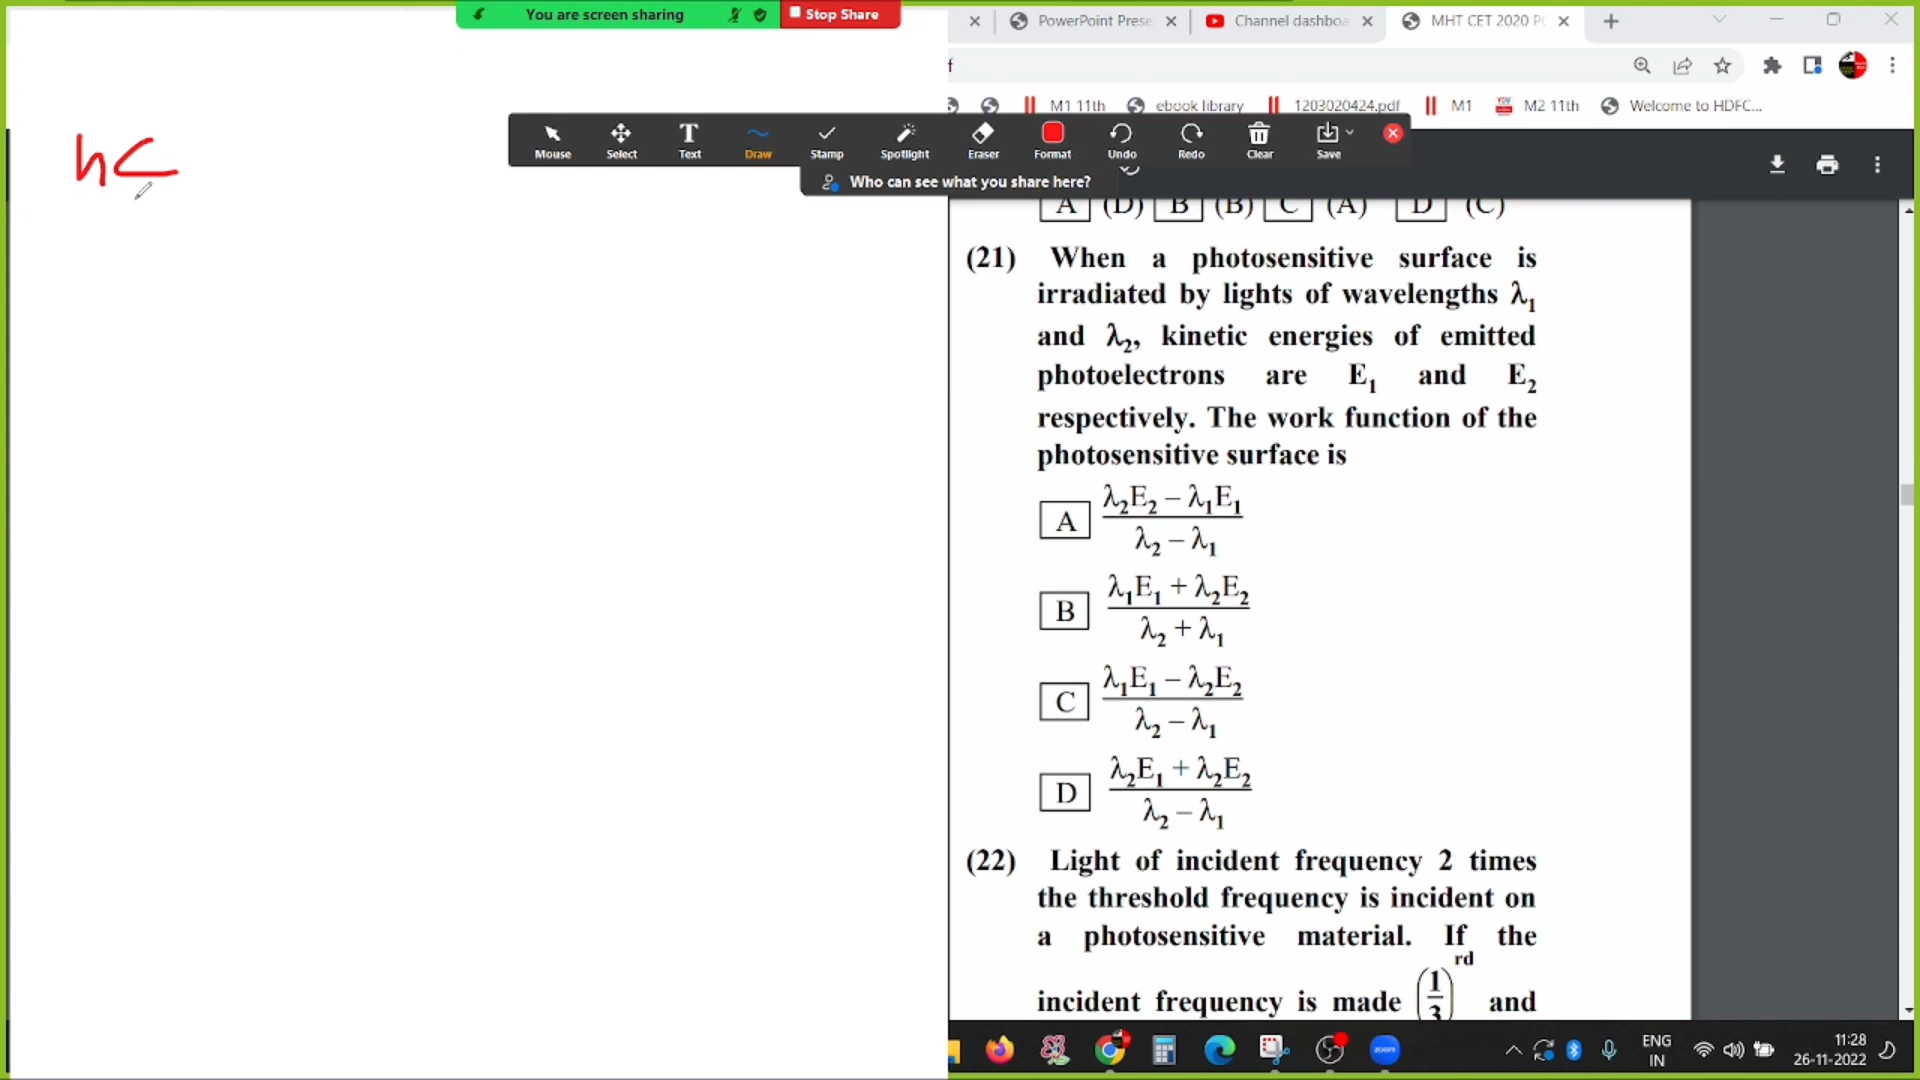 You are screen sharing Stop Share
PowerPoint Prese Channel dashboa MHT CET 2020 P
f
M1 11th ebook library 1203020424.pdf M1 M2 11th Welcome to HDFC...
Mouse Select Text Draw Stamp Spotlight Eraser Format Undo Redo Clear Save
Who can see what you share here?
hc
A (D) B (B) C (A) D (C)
(21) When a photosensitive surface is
irradiated by lights of wavelengths λ₁
and λ₂, kinetic energies of emitted
photoelectrons are E₁ and E₂
respectively. The work function of the
photosensitive surface is
A λ₂E₂ – λ₁E₁
λ₂ – λ₁
B λ₁E₁ + λ₂E₂
λ₂ + λ₁
C λ₁E₁ – λ₂E₂
λ₂ – λ₁
D λ₂E₁ + λ₂E₂
λ₂ – λ₁
(22) Light of incident frequency 2 times
the threshold frequency is incident on
a photosensitive material. If the
incident frequency is made (1/3)rd and
zoom
ENG
IN
11:28
26-11-2022